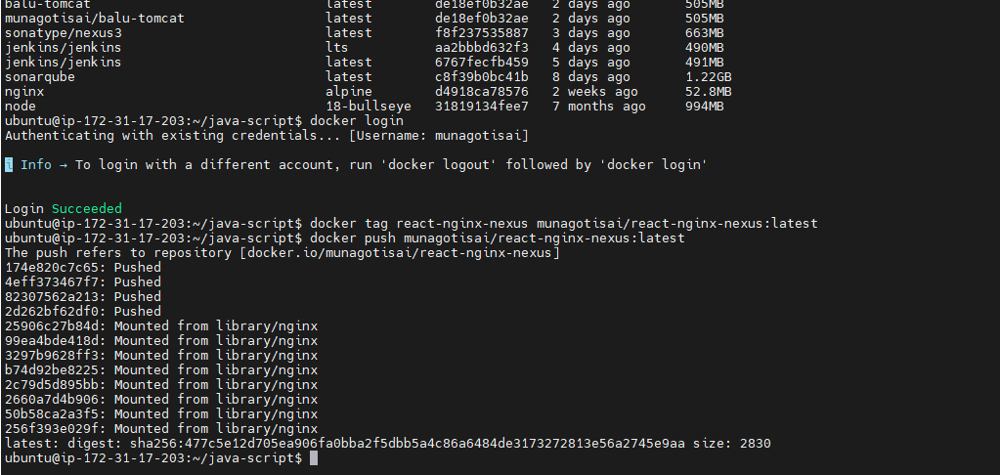 balu-tomcat latest de18ef0b32ae 2 days ago 505MB
munagotisai/balu-tomcat latest de18ef0b32ae 2 days ago 505MB
sonatype/nexus3 latest f8f237535887 3 days ago 663MB
jenkins/jenkins lts aa2bbbd632f3 4 days ago 490MB
jenkins/jenkins latest 6767fecfb459 5 days ago 491MB
sonarqube latest c8f39b0bc41b 8 days ago 1.22GB
nginx alpine d4918ca78576 2 weeks ago 52.8MB
node 18-bullseye 31819134fee7 7 months ago 994MB
ubuntu@ip-172-31-17-203:~/java-script$ docker login
Authenticating with existing credentials... [Username: munagotisai]
i Info → To login with a different account, run 'docker logout' followed by 'docker login'
Login Succeeded
ubuntu@ip-172-31-17-203:~/java-script$ docker tag react-nginx-nexus munagotisai/react-nginx-nexus:latest
ubuntu@ip-172-31-17-203:~/java-script$ docker push munagotisai/react-nginx-nexus:latest
The push refers to repository [docker.io/munagotisai/react-nginx-nexus]
174e820c7c65: Pushed
4eff373467f7: Pushed
82307562a213: Pushed
2d262bf62df0: Pushed
25906c27b84d: Mounted from library/nginx
99ea4bde418d: Mounted from library/nginx
3297b9628ff3: Mounted from library/nginx
b74d92be8225: Mounted from library/nginx
2c79d5d895bb: Mounted from library/nginx
2660a7d4b906: Mounted from library/nginx
50b58ca2a3f5: Mounted from library/nginx
256f393e029f: Mounted from library/nginx
latest: digest: sha256:477c5e12d705ea906fa0bba2f5dbb5a4c86a6484de3173272813e56a2745e9aa size: 2830
ubuntu@ip-172-31-17-203:~/java-script$